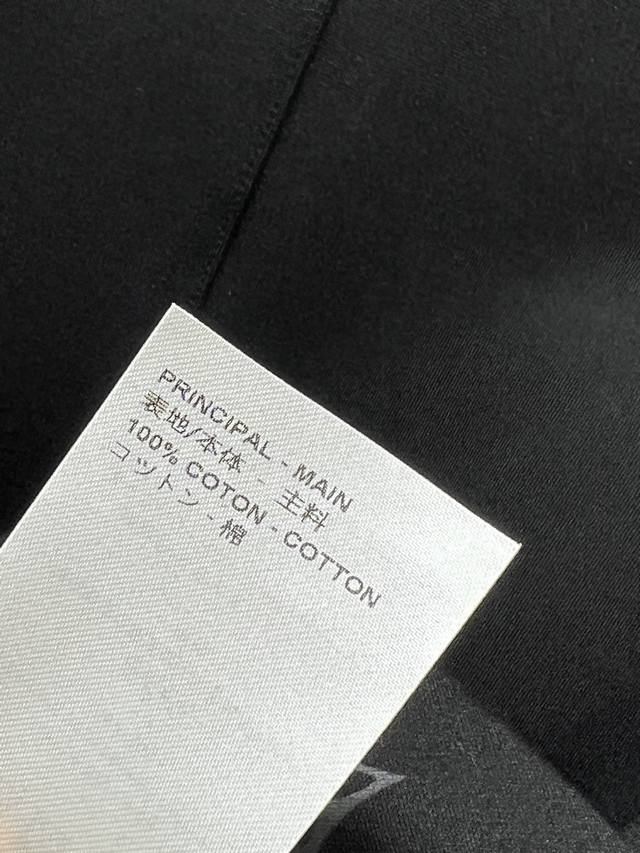 PRINCIPAL - MAIN
表地/本体 - 主料
100% COTON - COTTON
コットン - 棉